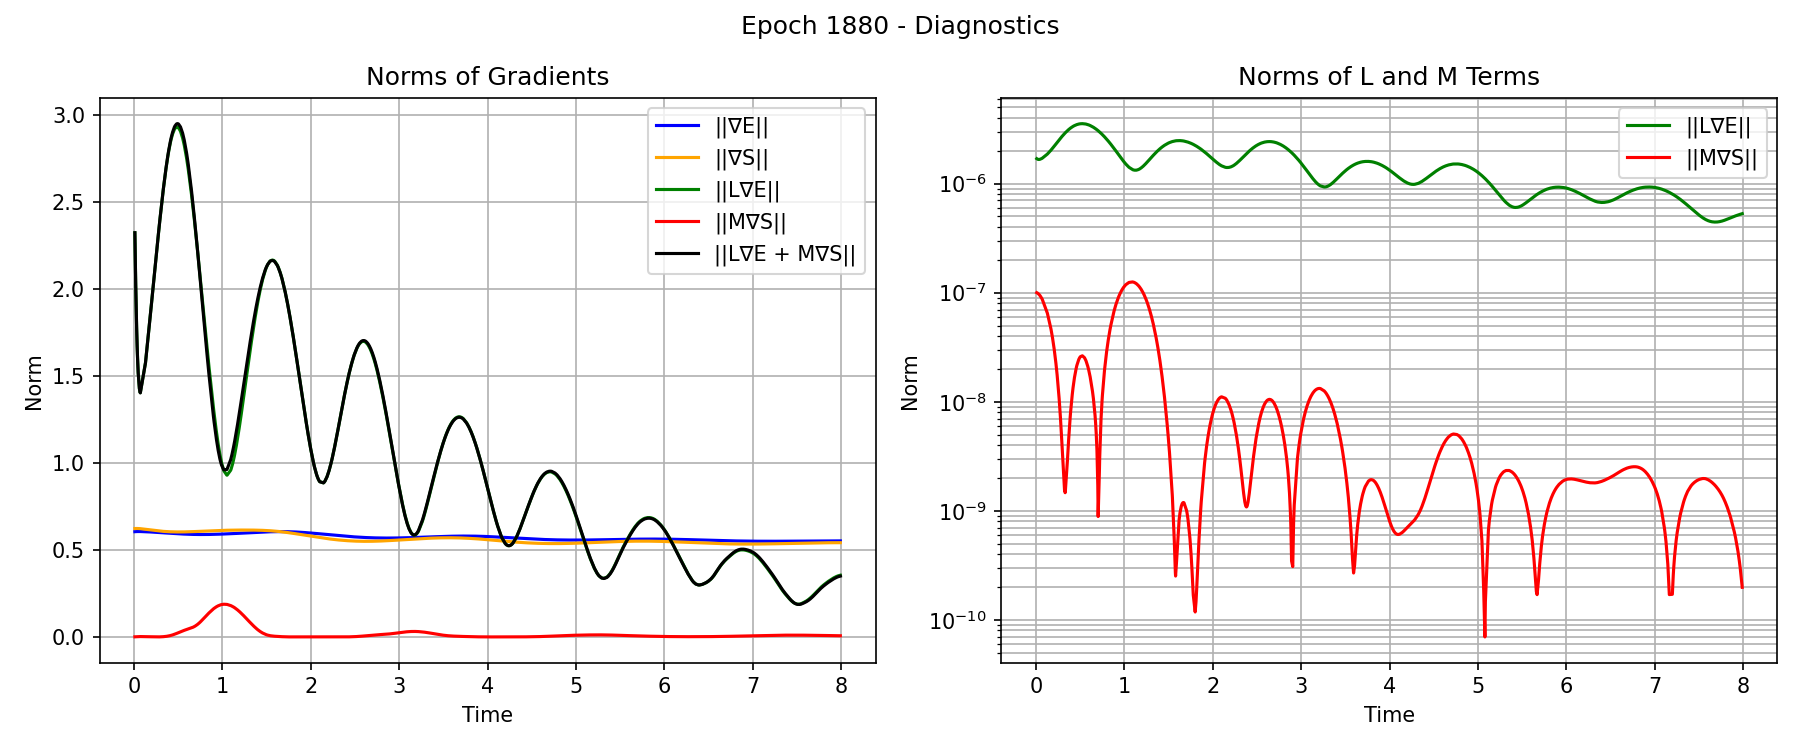 Epoch 1880 - Diagnostics
Norms of Gradients
Norm
3.0
2.5
2.0
1.5
1.0
0.5
0.0
||∇E||
||∇S||
||L∇E||
||M∇S||
||L∇E + M∇S||
0 1 2 3 4 5 6 7 8
Time
Norms of L and M Terms
Norm
10⁻⁶
10⁻⁷
10⁻⁸
10⁻⁹
10⁻¹⁰
||L∇E||
||M∇S||
0 1 2 3 4 5 6 7 8
Time